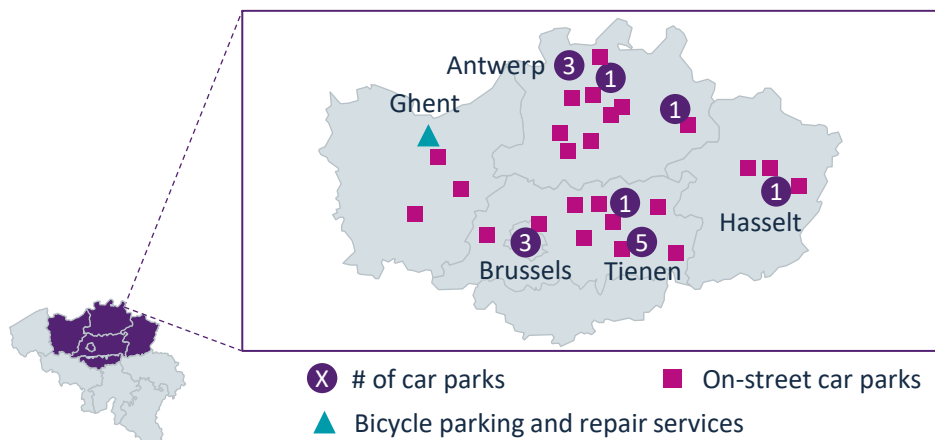 Antwerp 3
1
Ghent
1
1
1
Hasselt
3
5
Brussels
Tienen
X # of car parks
On-street car parks
Bicycle parking and repair services